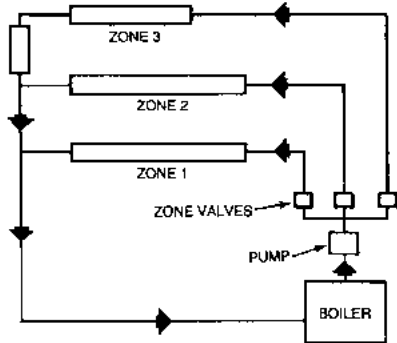 ZONE 3
ZONE 2
ZONE 1
ZONE VALVES
PUMP
BOILER